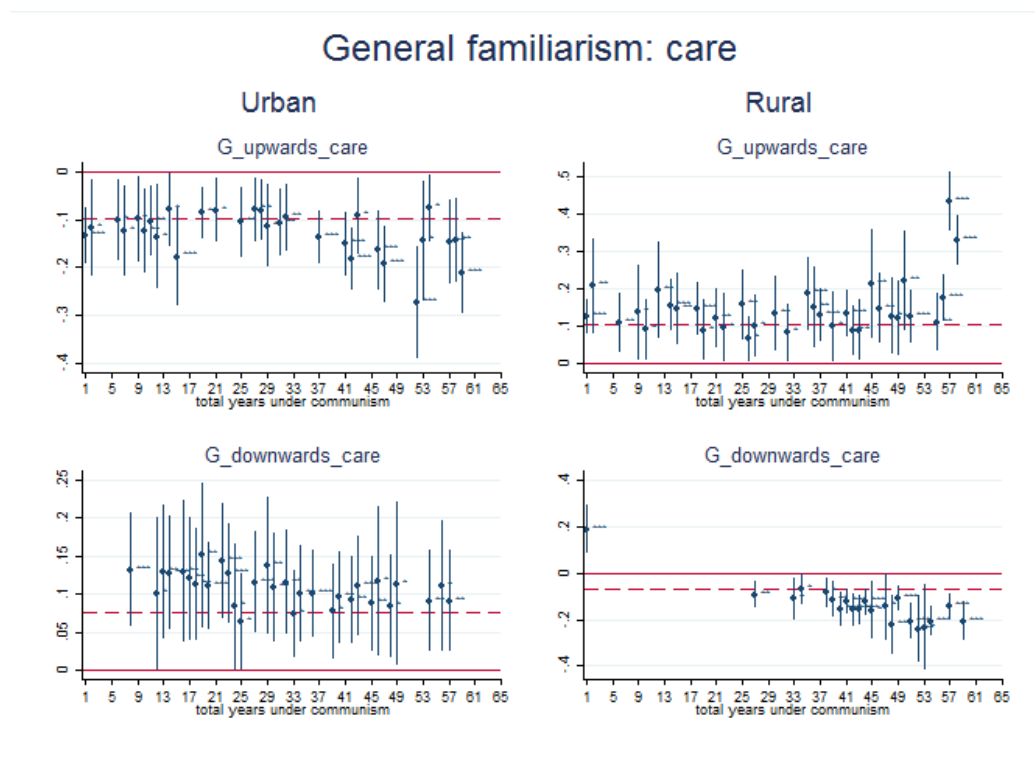 General familiarism: care
Urban
Rural
G_upwards_care
0
-.1
-.2
-.3
-.4
1 5 9 13 17 21 25 29 33 37 41 45 49 53 57 61 65
total years under communism
G_upwards_care
.5
.4
.3
.2
.1
0
1 5 9 13 17 21 25 29 33 37 41 45 49 53 57 61 65
total years under communism
G_downwards_care
.25
.2
.15
.1
.05
0
1 5 9 13 17 21 25 29 33 37 41 45 49 53 57 61 65
total years under communism
G_downwards_care
.4
.2
0
-.2
-.4
1 5 9 13 17 21 25 29 33 37 41 45 49 53 57 61 65
total years under communism